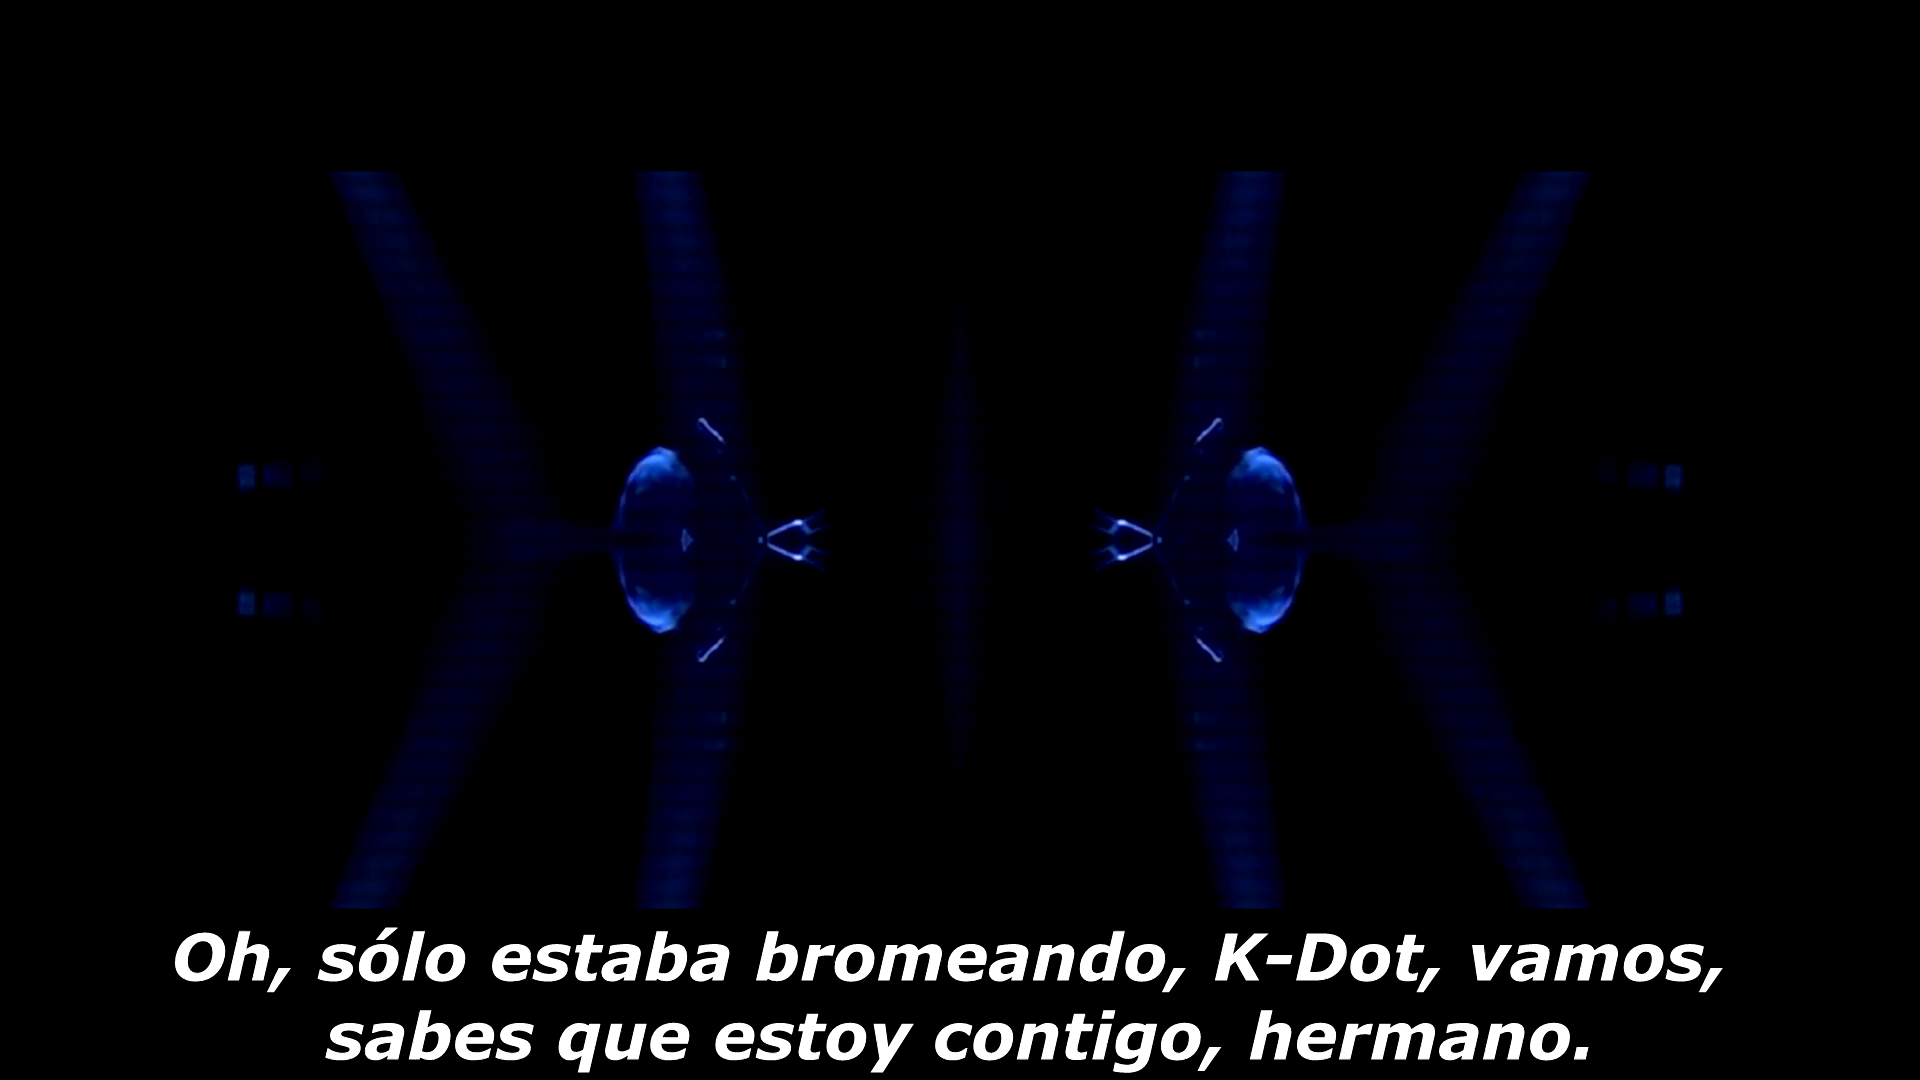 Oh, sólo estaba bromeando, K-Dot, vamos,
sabes que estoy contigo, hermano.